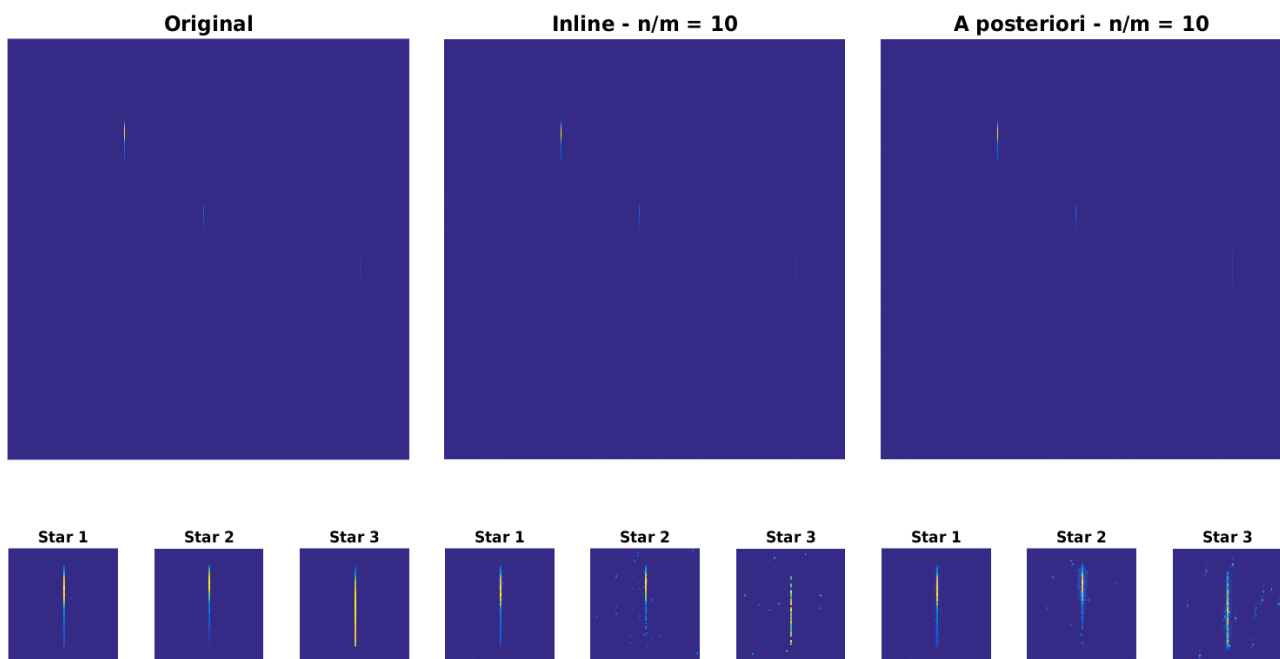 Original
Inline - n/m = 10
A posteriori - n/m = 10
Star 1
Star 2
Star 3
Star 1
Star 2
Star 3
Star 1
Star 2
Star 3